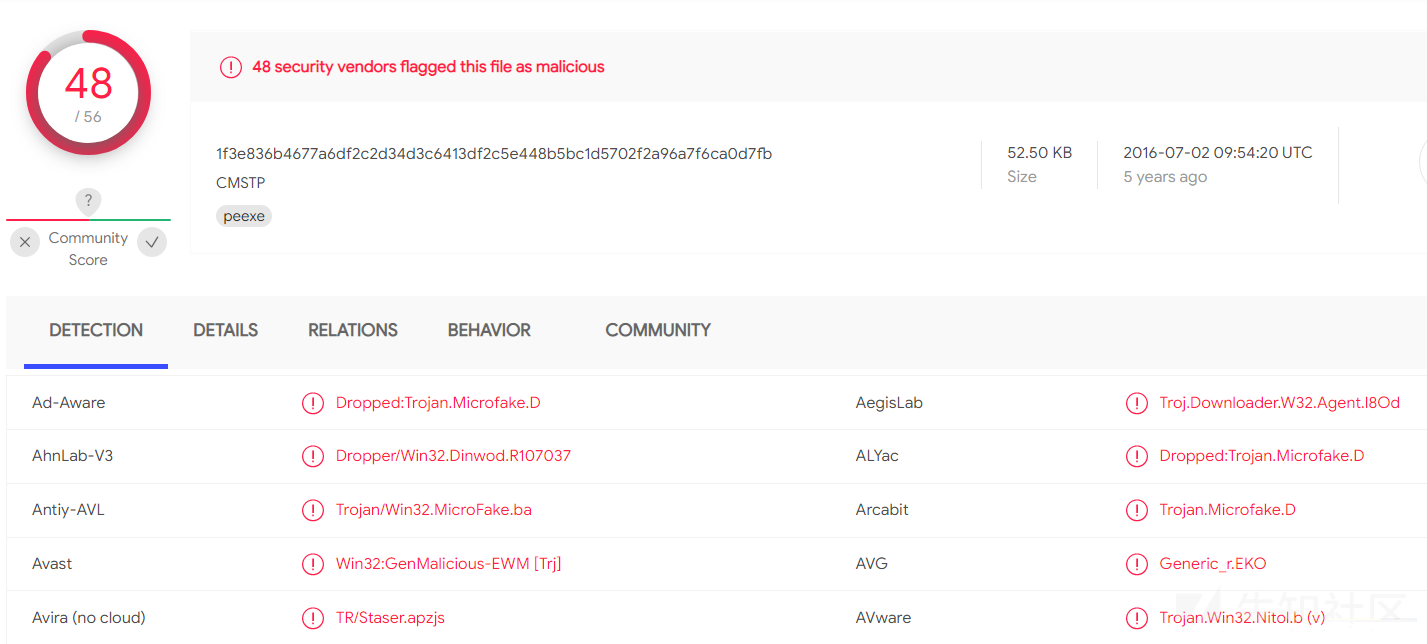 48
/ 56
48 security vendors flagged this file as malicious
1f3e836b4677a6df2c2d34d3c6413df2c5e448b5bc1d5702f2a96a7f6ca0d7fb
CMSTP
peexe
52.50 KB
Size
2016-07-02 09:54:20 UTC
5 years ago
?
Community
Score
DETECTION DETAILS RELATIONS BEHAVIOR COMMUNITY
Ad-Aware Dropped:Trojan.Microfake.D AegisLab Troj.Downloader.W32.Agent.l8Od
AhnLab-V3 Dropper/Win32.Dinwod.R107037 ALYac Dropped:Trojan.Microfake.D
Antiy-AVL Trojan/Win32.MicroFake.ba Arcabit Trojan.Microfake.D
Avast Win32:GenMalicious-EWM [Trj] AVG Generic_r.EKO
Avira (no cloud) TR/Staser.apzjs AVware Trojan.Win32.Nitol.b (v)
先知社区